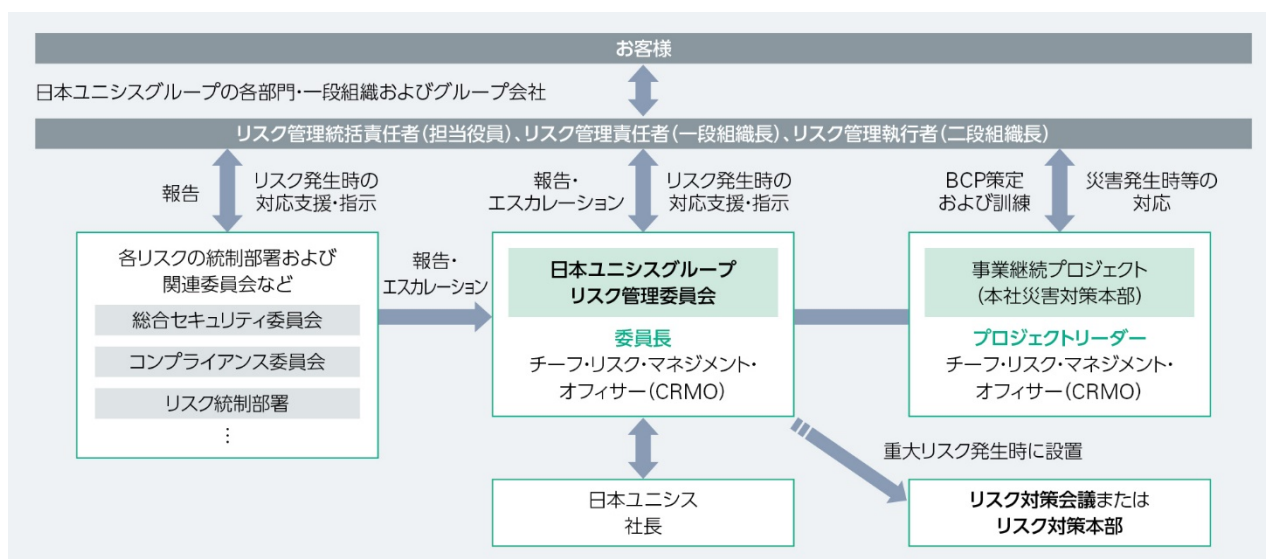 お客様
日本ユニシスグループの各部門・一段組織およびグループ会社
リスク管理統括責任者(担当役員)、リスク管理責任者(一段組織長)、リスク管理執行者(二段組織長)
報告
リスク発生時の
対応支援・指示
報告・
エスカレーション
リスク発生時の
対応支援・指示
BCP策定
および訓練
災害発生時等の
対応
各リスクの統制部署および
関連委員会など
総合セキュリティ委員会
コンプライアンス委員会
リスク統制部署
⋮
報告・
エスカレーション
日本ユニシスグループ
リスク管理委員会
委員長
チーフ・リスク・マネジメント・
オフィサー(CRMO)
事業継続プロジェクト
(本社災害対策本部)
プロジェクトリーダー
チーフ・リスク・マネジメント・
オフィサー(CRMO)
重大リスク発生時に設置
日本ユニシス
社長
リスク対策会議または
リスク対策本部